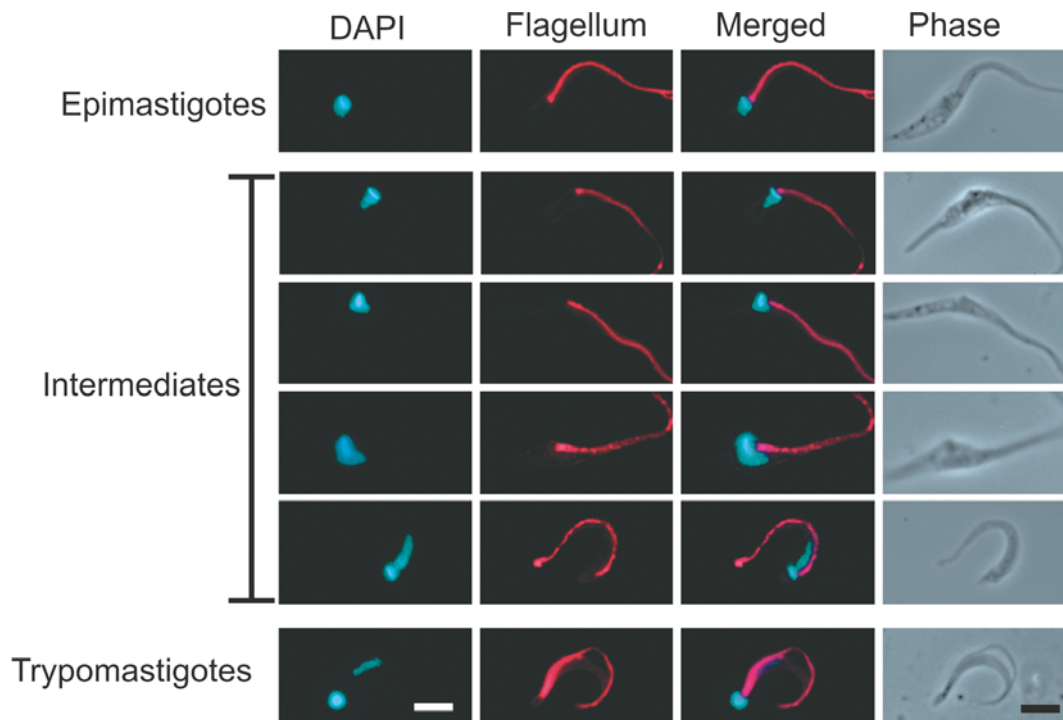 DAPI Flagellum Merged Phase
Epimastigotes
Intermediates
Trypomastigotes